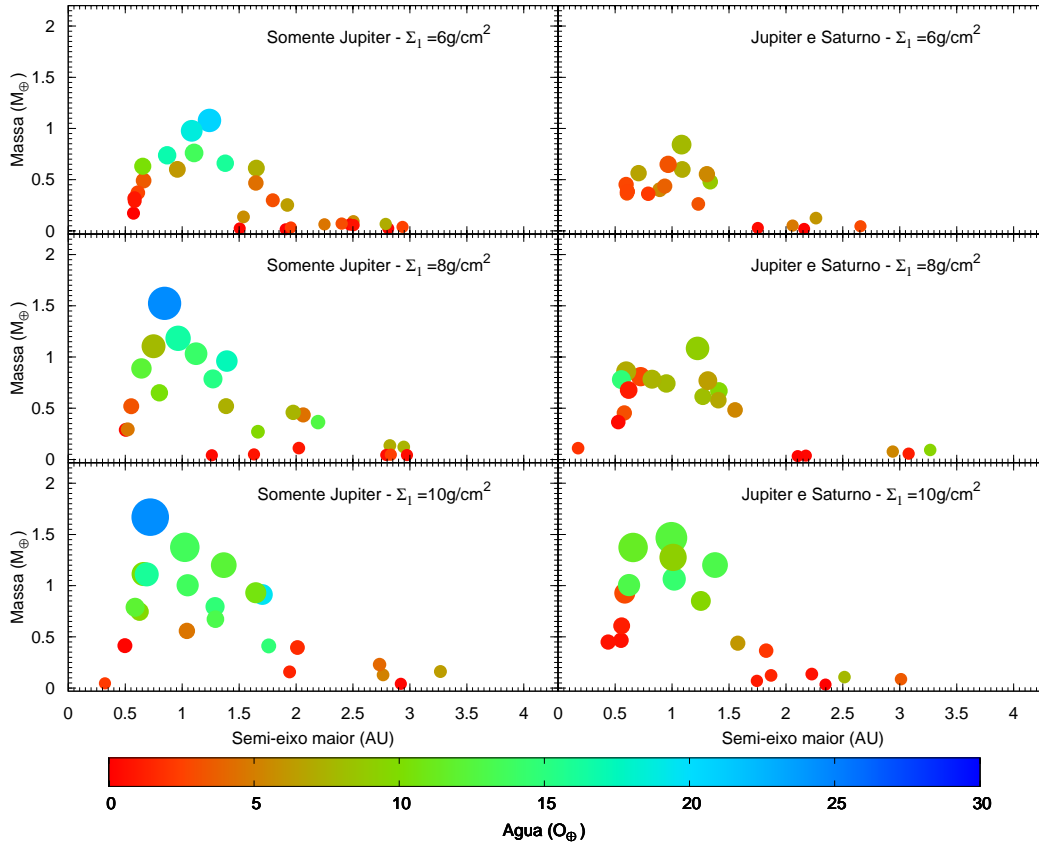 Somente Jupiter - Σ₁ =6g/cm²
Jupiter e Saturno - Σ₁ =6g/cm²
Massa (M⊕)
0
0.5
1
1.5
2
Somente Jupiter - Σ₁ =8g/cm²
Jupiter e Saturno - Σ₁ =8g/cm²
Massa (M⊕)
0
0.5
1
1.5
2
Somente Jupiter - Σ₁ =10g/cm²
Jupiter e Saturno - Σ₁ =10g/cm²
Massa (M⊕)
0
0.5
1
1.5
2
0 0.5 1 1.5 2 2.5 3 3.5 4
0 0.5 1 1.5 2 2.5 3 3.5 4
Semi-eixo maior (AU)
Semi-eixo maior (AU)
0 5 10 15 20 25 30
Agua (O⊕)